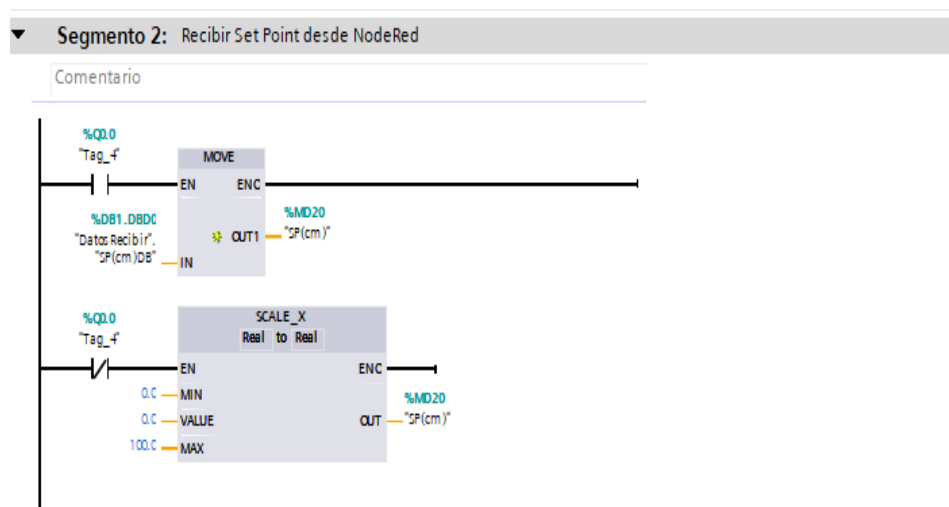 Segmento 2: Recibir Set Point desde NodeRed
Comentario
%Q0.0
"Tag_4"
MOVE
EN ENO
%DB1.DBD0
"Datos Recibir".
"SP(cm)DB"
IN
OUT1
%MD20
"SP(cm)"
%Q0.0
"Tag_4"
SCALE_X
Real to Real
EN ENO
0.0 MIN
0.0 VALUE
100.0 MAX
OUT
%MD20
"SP(cm)"